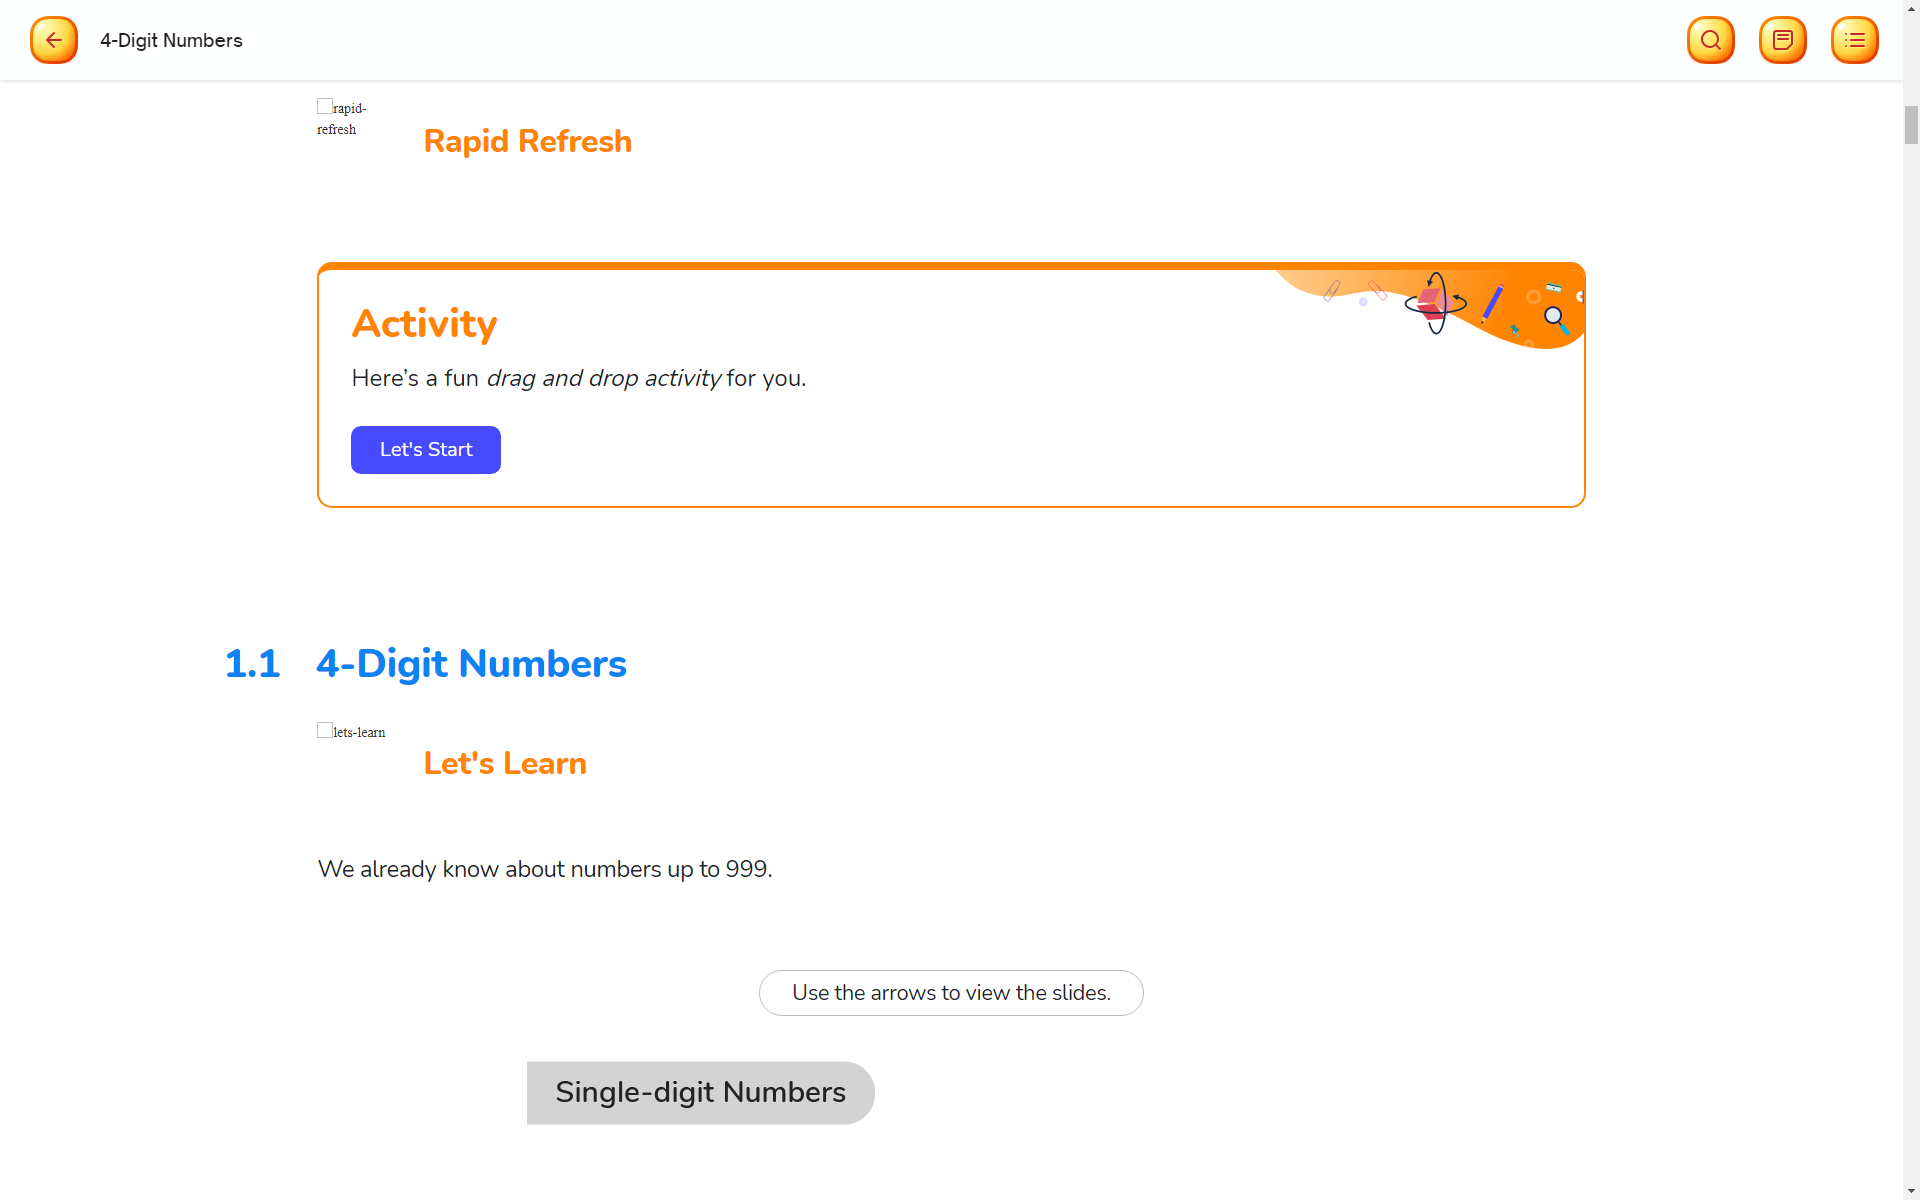 4-Digit Numbers
rapid-
refresh
Rapid Refresh
Activity
Here’s a fun drag and drop activity for you.
Let's Start
1.1 4-Digit Numbers
lets-learn
Let's Learn
We already know about numbers up to 999.
Use the arrows to view the slides.
Single-digit Numbers